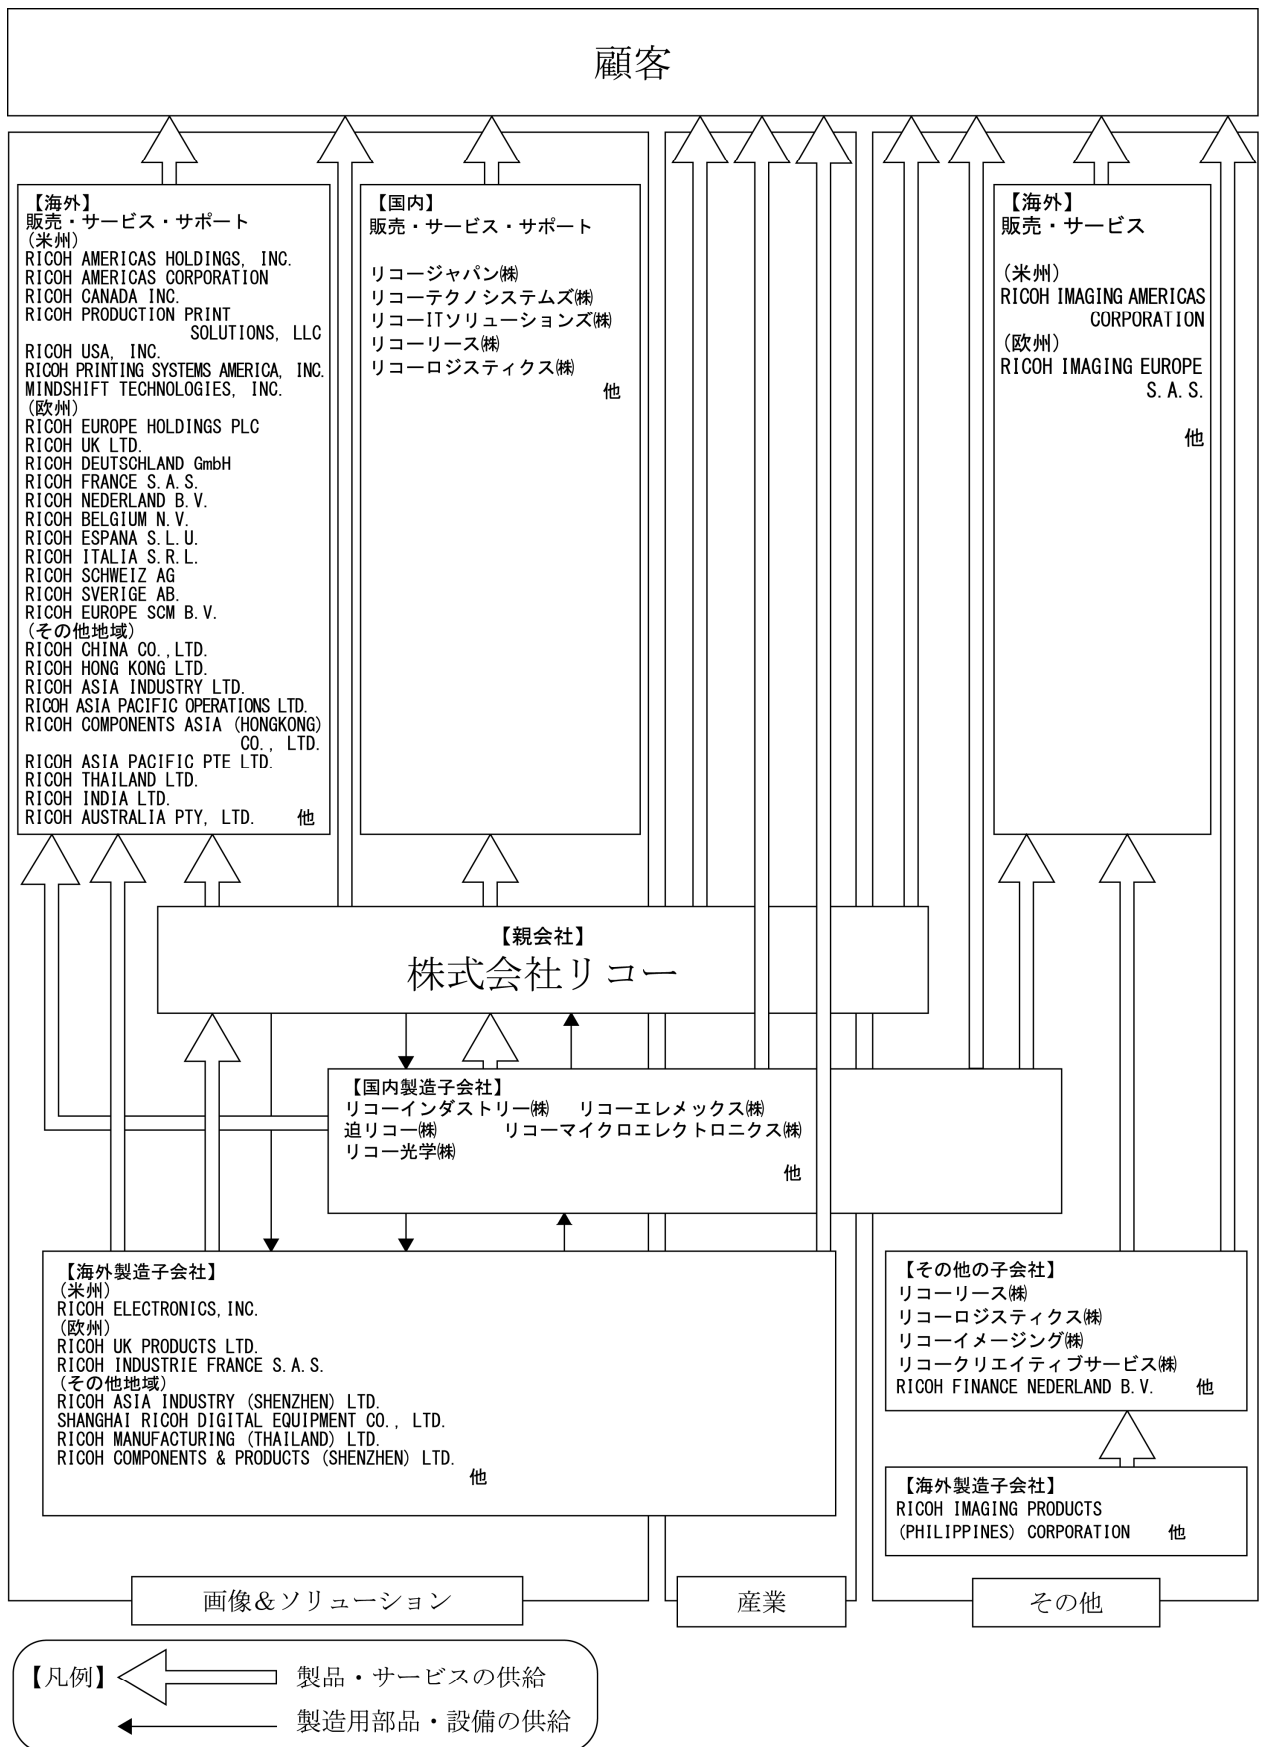 顧客
【海外】
販売・サービス・サポート
（米州）
RICOH AMERICAS HOLDINGS, INC.
RICOH AMERICAS CORPORATION
RICOH CANADA INC.
RICOH PRODUCTION PRINT
SOLUTIONS, LLC
RICOH USA, INC.
RICOH PRINTING SYSTEMS AMERICA, INC.
MINDSHIFT TECHNOLOGIES, INC.
（欧州）
RICOH EUROPE HOLDINGS PLC
RICOH UK LTD.
RICOH DEUTSCHLAND GmbH
RICOH FRANCE S.A.S.
RICOH NEDERLAND B.V.
RICOH BELGIUM N.V.
RICOH ESPANA S.L.U.
RICOH ITALIA S.R.L.
RICOH SCHWEIZ AG
RICOH SVERIGE AB.
RICOH EUROPE SCM B.V.
（その他地域）
RICOH CHINA CO.,LTD.
RICOH HONG KONG LTD.
RICOH ASIA INDUSTRY LTD.
RICOH ASIA PACIFIC OPERATIONS LTD.
RICOH COMPONENTS ASIA (HONGKONG)
CO., LTD.
RICOH ASIA PACIFIC PTE LTD.
RICOH THAILAND LTD.
RICOH INDIA LTD.
RICOH AUSTRALIA PTY, LTD. 他
【国内】
販売・サービス・サポート
リコージャパン㈱
リコーテクノシステムズ㈱
リコーITソリューションズ㈱
リコーリース㈱
リコーロジスティクス㈱
他
【海外】
販売・サービス
（米州）
RICOH IMAGING AMERICAS
CORPORATION
（欧州）
RICOH IMAGING EUROPE
S.A.S.
他
【親会社】
株式会社リコー
【国内製造子会社】
リコーインダストリー㈱ リコーエレメックス㈱
迫リコー㈱ リコーマイクロエレクトロニクス㈱
リコー光学㈱
他
【海外製造子会社】
（米州）
RICOH ELECTRONICS,INC.
（欧州）
RICOH UK PRODUCTS LTD.
RICOH INDUSTRIE FRANCE S.A.S.
（その他地域）
RICOH ASIA INDUSTRY (SHENZHEN) LTD.
SHANGHAI RICOH DIGITAL EQUIPMENT CO., LTD.
RICOH MANUFACTURING (THAILAND) LTD.
RICOH COMPONENTS & PRODUCTS (SHENZHEN) LTD.
他
【その他の子会社】
リコーリース㈱
リコーロジスティクス㈱
リコーイメージング㈱
リコークリエイティブサービス㈱
RICOH FINANCE NEDERLAND B.V. 他
【海外製造子会社】
RICOH IMAGING PRODUCTS
(PHILIPPINES) CORPORATION 他
画像＆ソリューション
産業
その他
【凡例】 製品・サービスの供給
製造用部品・設備の供給